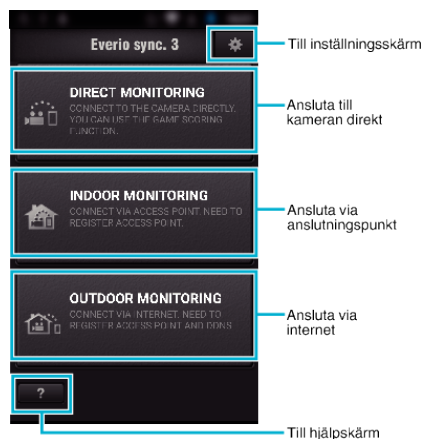 Everio sync. 3
Till inställningsskärm
DIRECT MONITORING
CONNECT TO THE CAMERA DIRECTLY.
YOU CAN USE THE GAME SCORING
FUNCTION.
Ansluta till
kameran direkt
INDOOR MONITORING
CONNECT VIA ACCESS POINT. NEED TO
REGISTER ACCESS POINT.
Ansluta via
anslutningspunkt
OUTDOOR MONITORING
CONNECT VIA INTERNET. NEED TO
REGISTER ACCESS POINT AND DDNS
Ansluta via
internet
?
Till hjälpskärm